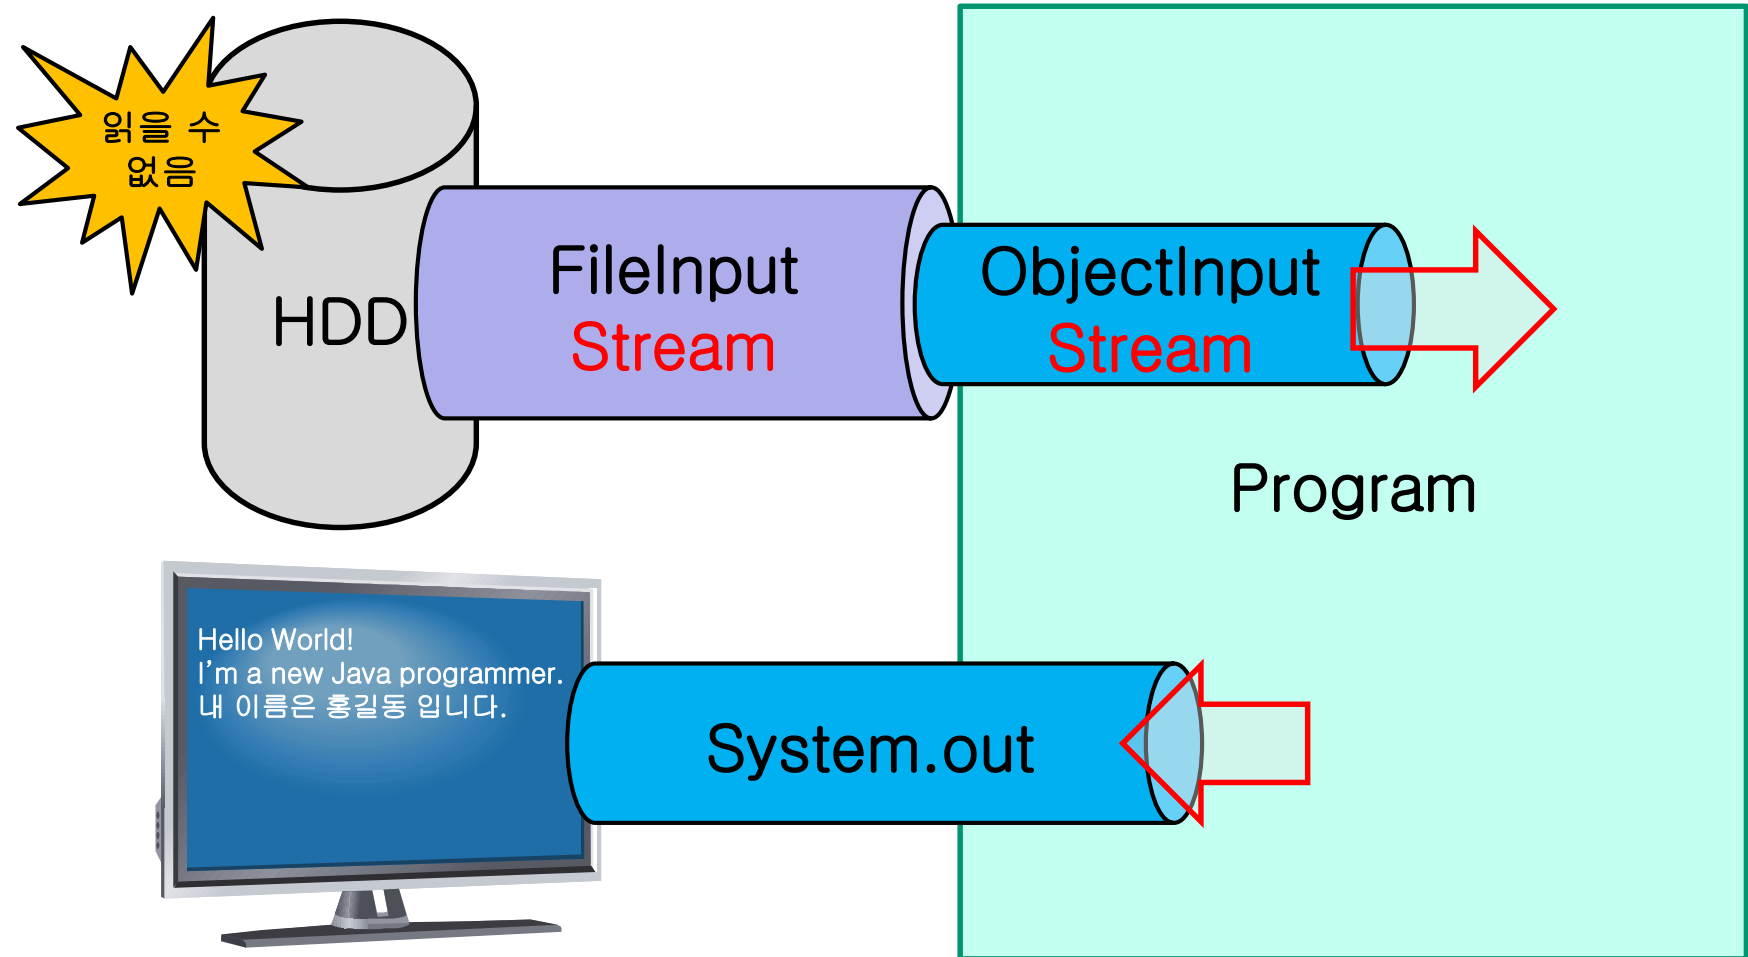 읽을 수
없음
HDD
FileInput
Stream
ObjectInput
Stream
Program
Hello World!
I’m a new Java programmer.
내 이름은 홍길동 입니다.
System.out